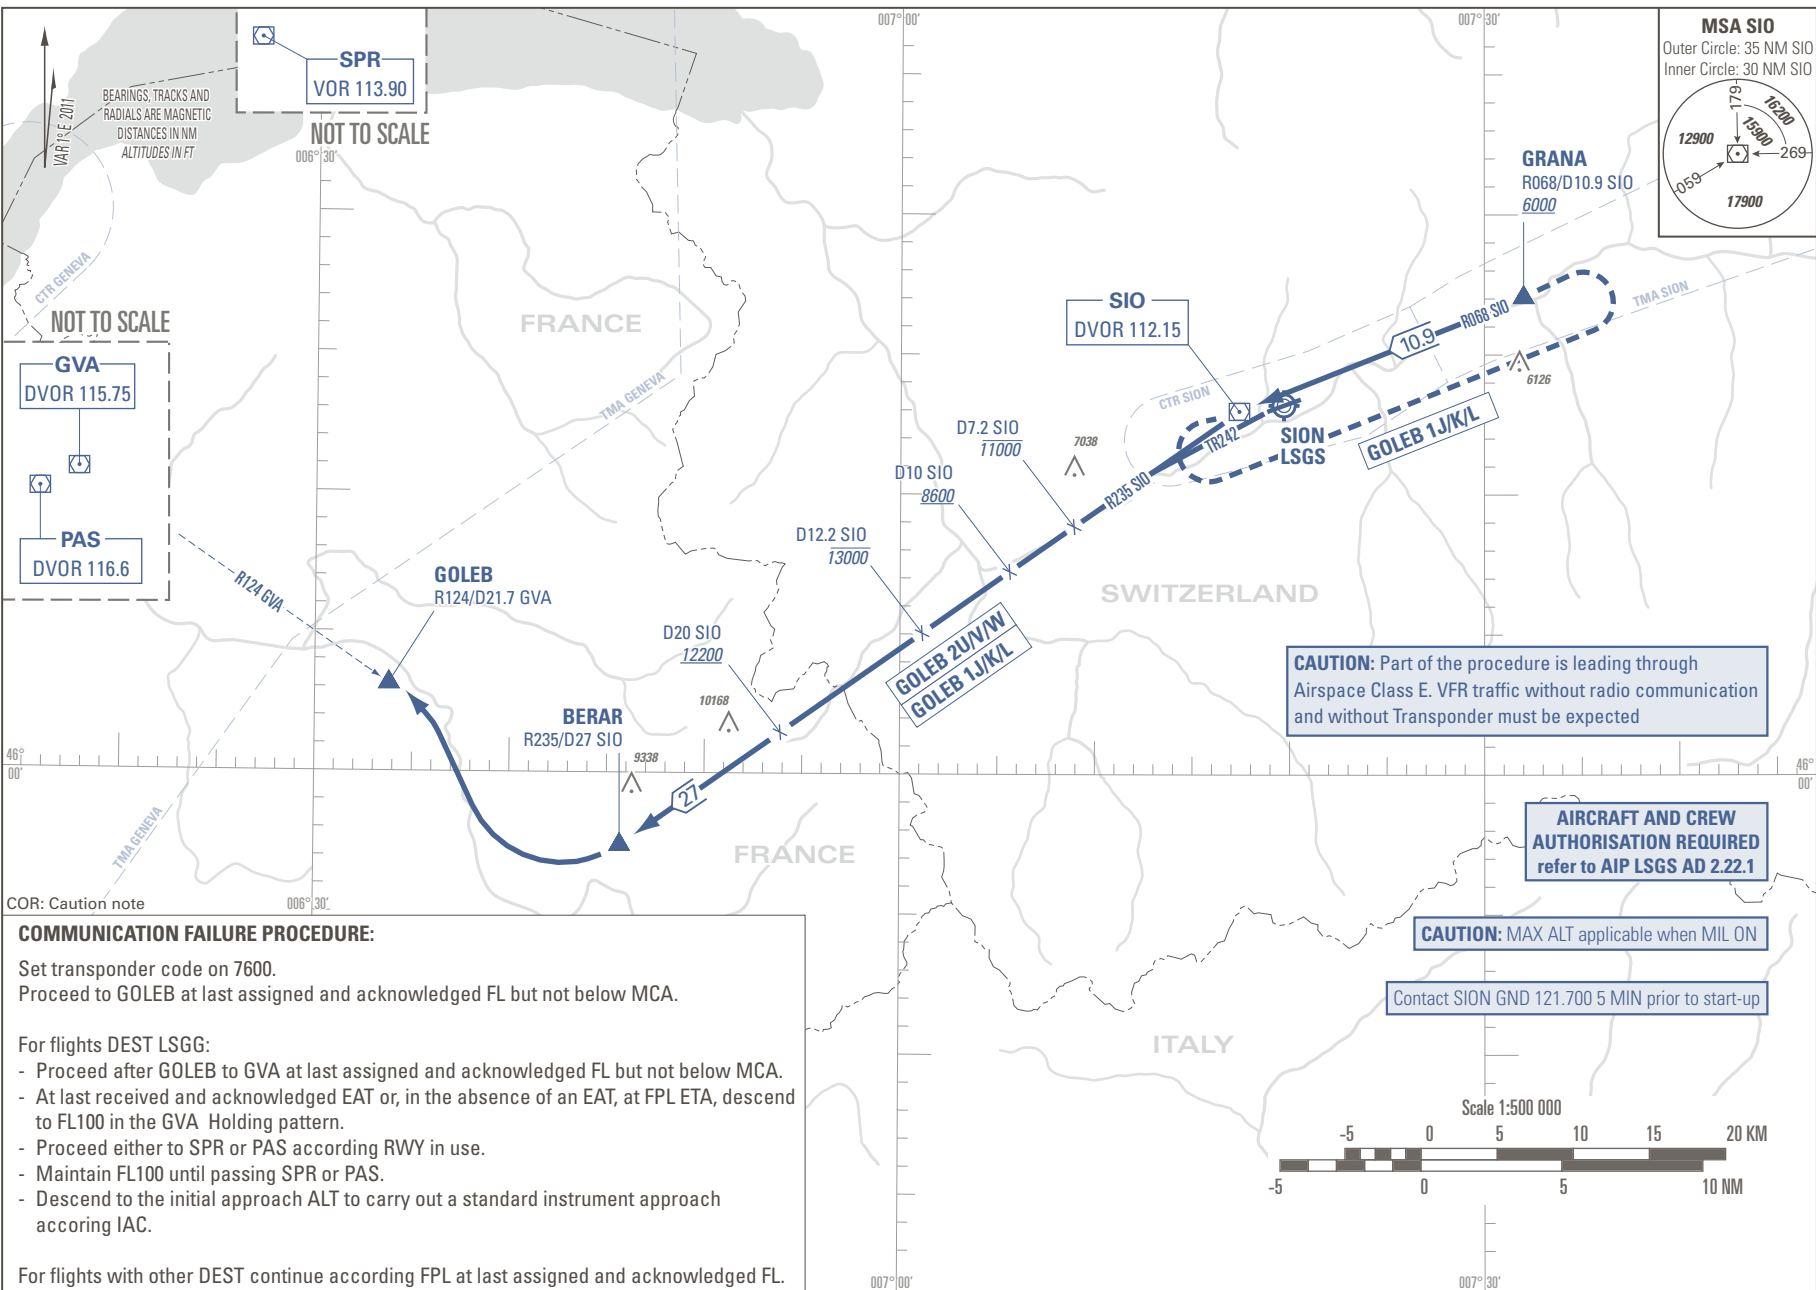 007° 00'
007° 30'
VAR 1° E 2011
BEARINGS, TRACKS AND
RADIALS ARE MAGNETIC
DISTANCES IN NM
ALTITUDES IN FT
SPR
VOR 113.90
NOT TO SCALE
006° 30'
MSA SIO
Outer Circle: 35 NM SIO
Inner Circle: 30 NM SIO
179
16200
15900
12900
269
059
17900
GRANA
R068/D10.9 SIO
6000
CTR GENEVA
NOT TO SCALE
GVA
DVOR 115.75
PAS
DVOR 116.6
FRANCE
TMA GENEVA
SIO
DVOR 112.15
R068 SIO
10.9
TMA SION
6126
CTR SION
TR242
SION
LSGS
GOLEB 1J/K/L
D7.2 SIO
11000
7038
D10 SIO
8600
R235 SIO
D12.2 SIO
13000
R124 GVA
GOLEB
R124/D21.7 GVA
D20 SIO
12200
GOLEB 2U/V/W
GOLEB 1J/K/L
SWITZERLAND
CAUTION: Part of the procedure is leading through
Airspace Class E. VFR traffic without radio communication
and without Transponder must be expected
10168
BERAR
R235/D27 SIO
9338
27
46°
00'
46°
00'
TMA GENEVA
FRANCE
AIRCRAFT AND CREW
AUTHORISATION REQUIRED
refer to AIP LSGS AD 2.22.1
COR: Caution note
006° 30'
COMMUNICATION FAILURE PROCEDURE:
Set transponder code on 7600.
Proceed to GOLEB at last assigned and acknowledged FL but not below MCA.
For flights DEST LSGG:
- Proceed after GOLEB to GVA at last assigned and acknowledged FL but not below MCA.
- At last received and acknowledged EAT or, in the absence of an EAT, at FPL ETA, descend
to FL100 in the GVA Holding pattern.
- Proceed either to SPR or PAS according RWY in use.
- Maintain FL100 until passing SPR or PAS.
- Descend to the initial approach ALT to carry out a standard instrument approach
accoring IAC.
For flights with other DEST continue according FPL at last assigned and acknowledged FL.
CAUTION: MAX ALT applicable when MIL ON
Contact SION GND 121.700 5 MIN prior to start-up
ITALY
Scale 1:500 000
-5 0 5 10 15 20 KM
-5 0 5 10 NM
007° 00'
007° 30'